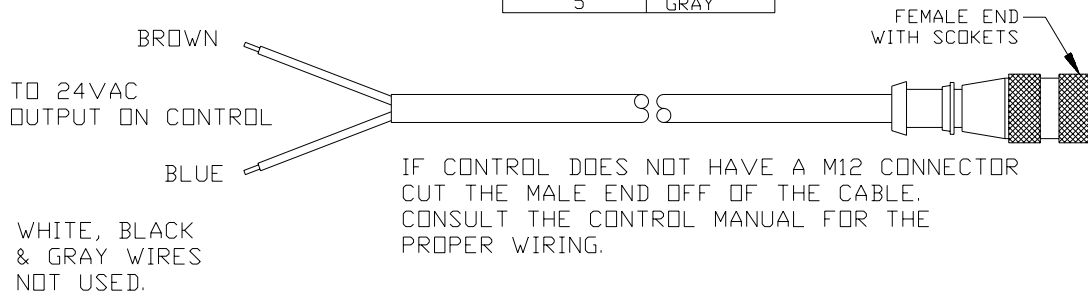 5 GRAY
FEMALE END
WITH SCOKETS
BROWN
TO 24VAC
OUTPUT ON CONTROL
BLUE
IF CONTROL DOES NOT HAVE A M12 CONNECTOR
CUT THE MALE END OFF OF THE CABLE.
CONSULT THE CONTROL MANUAL FOR THE
PROPER WIRING.
WHITE, BLACK
& GRAY WIRES
NOT USED.